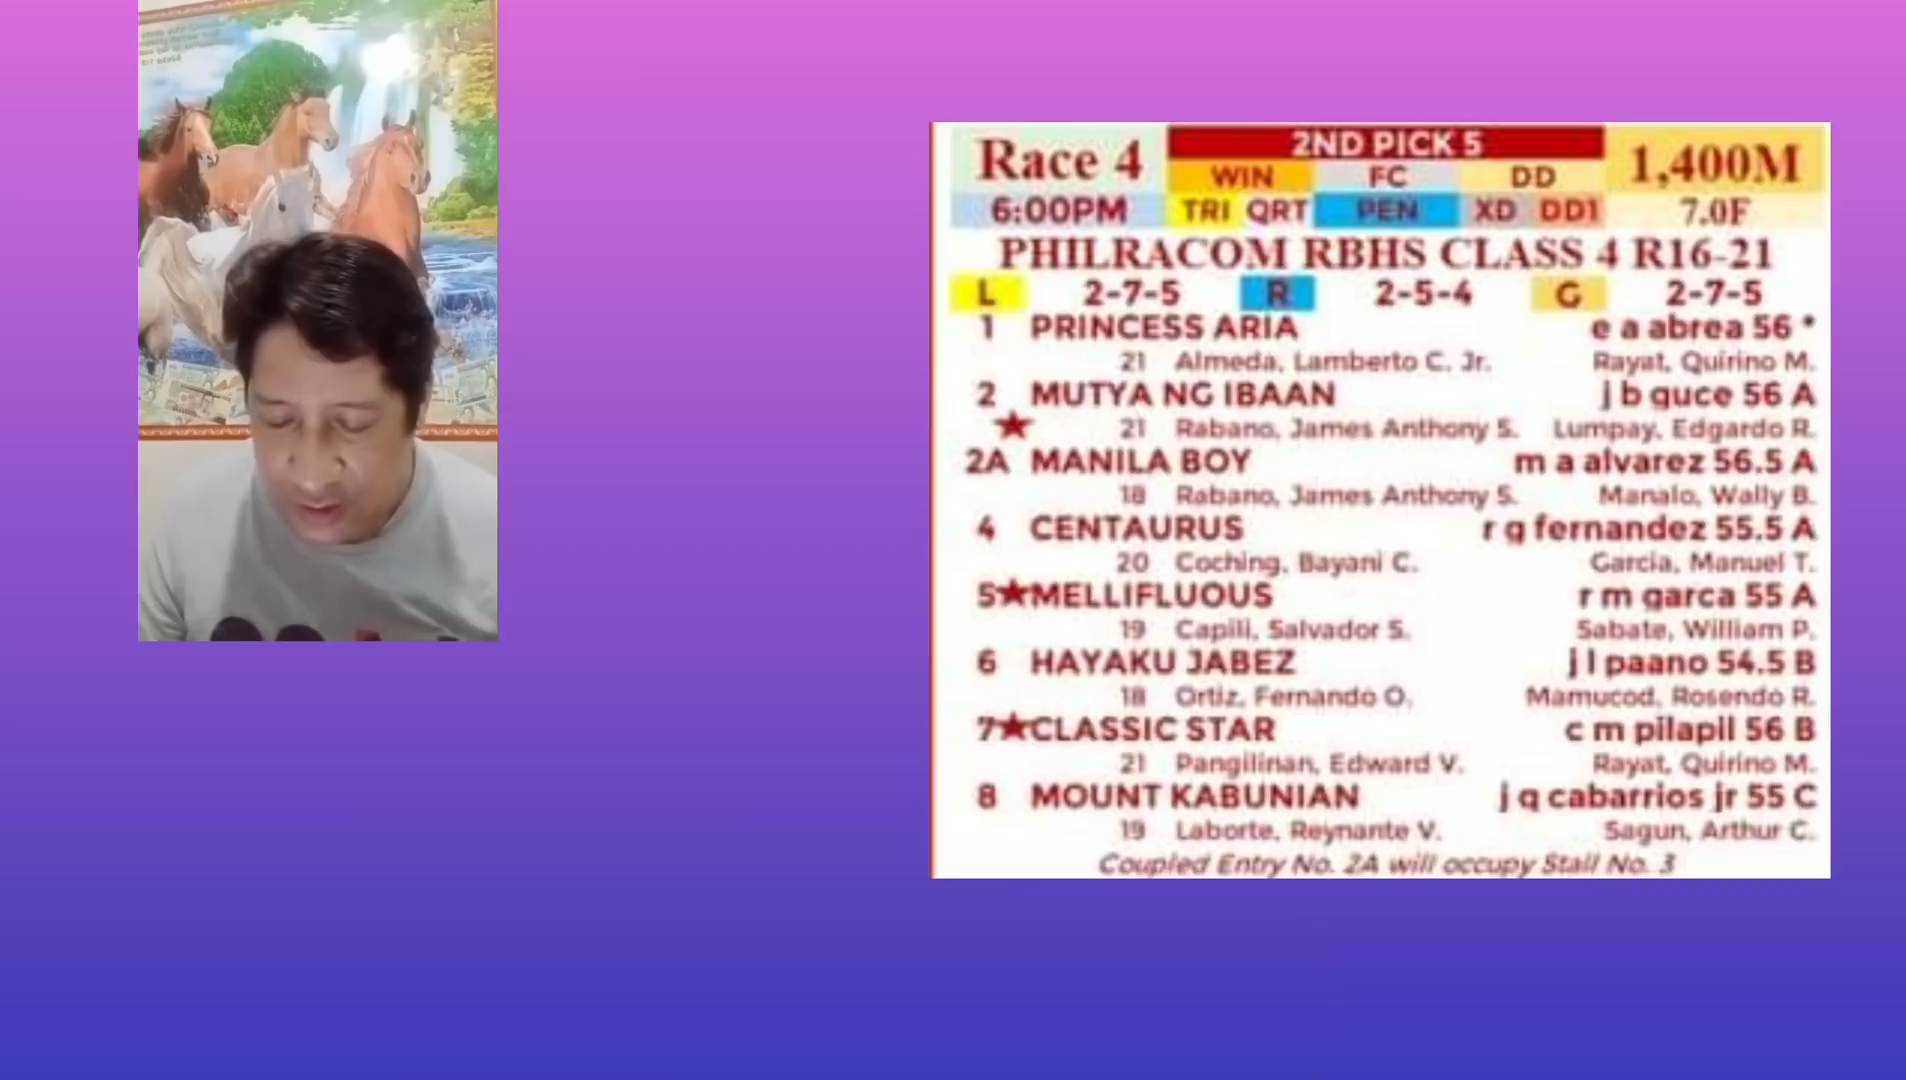 Race 4
2ND PICK 5
1,400M
WIN FC DD
6:00PM
TRI QRT PEN XD DD1
7.0F
PHILRACOM RBHS CLASS 4 R16-21
L 2-7-5 R 2-5-4 G 2-7-5
1 PRINCESS ARIA e a abrea 56 *
21 Almeda, Lamberto C. Jr. Rayat, Quirino M.
2 MUTYA NG IBAAN j b guce 56 A
★ 21 Rabano, James Anthony S. Lumpay, Edgardo R.
2A MANILA BOY m a alvarez 56.5 A
18 Rabano, James Anthony S. Manalo, Wally B.
4 CENTAURUS r g fernandez 55.5 A
20 Coching, Bayani C. Garcia, Manuel T.
5★MELLIFLUOUS r m garca 55 A
19 Capili, Salvador S. Sabate, William P.
6 HAYAKU JABEZ j l paano 54.5 B
18 Ortiz, Fernando O. Mamucod, Rosendo R.
7★CLASSIC STAR c m pilapil 56 B
21 Pangilinan, Edward V. Rayat, Quirino M.
8 MOUNT KABUNIAN j q cabarrios jr 55 C
19 Laborte, Reynante V. Sagun, Arthur C.
Coupled Entry No. 2A will occupy Stall No. 3